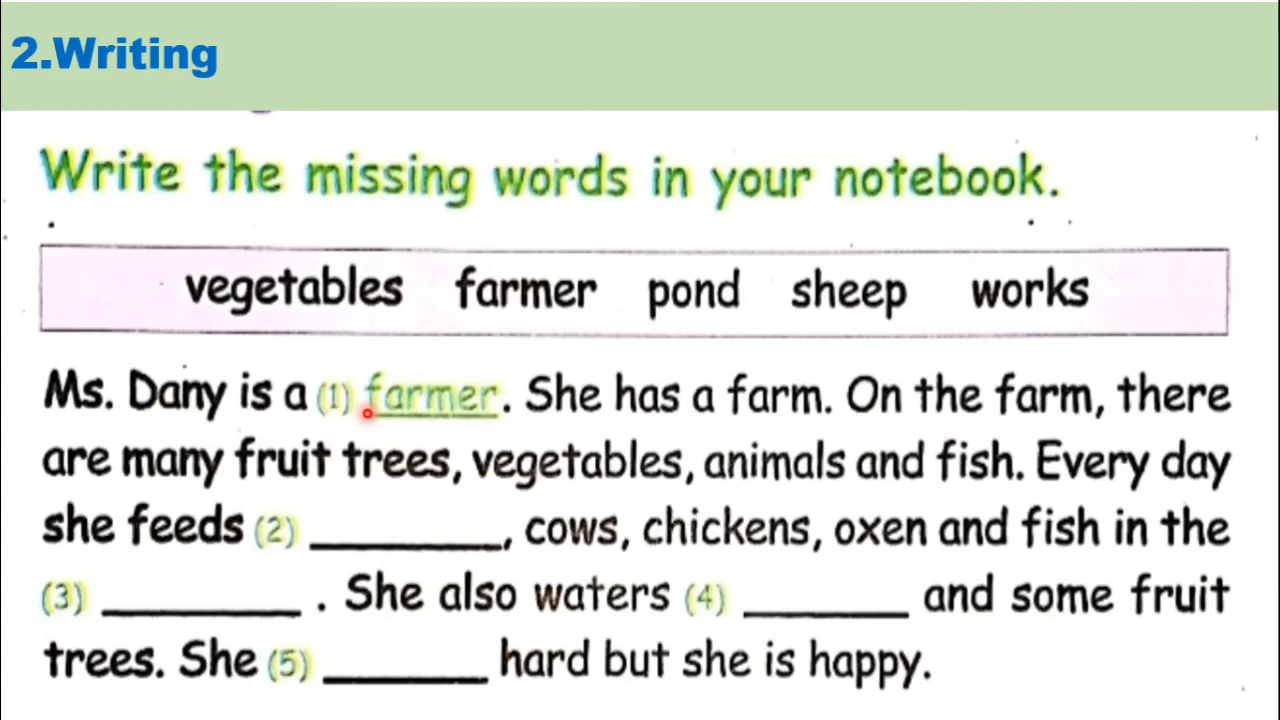 2.Writing
Write the missing words in your notebook.
vegetables farmer pond sheep works
Ms. Dany is a (1) farmer. She has a farm. On the farm, there
are many fruit trees, vegetables, animals and fish. Every day
she feeds (2) ________, cows, chickens, oxen and fish in the
(3) ________ . She also waters (4) ________ and some fruit
trees. She (5) ________ hard but she is happy.